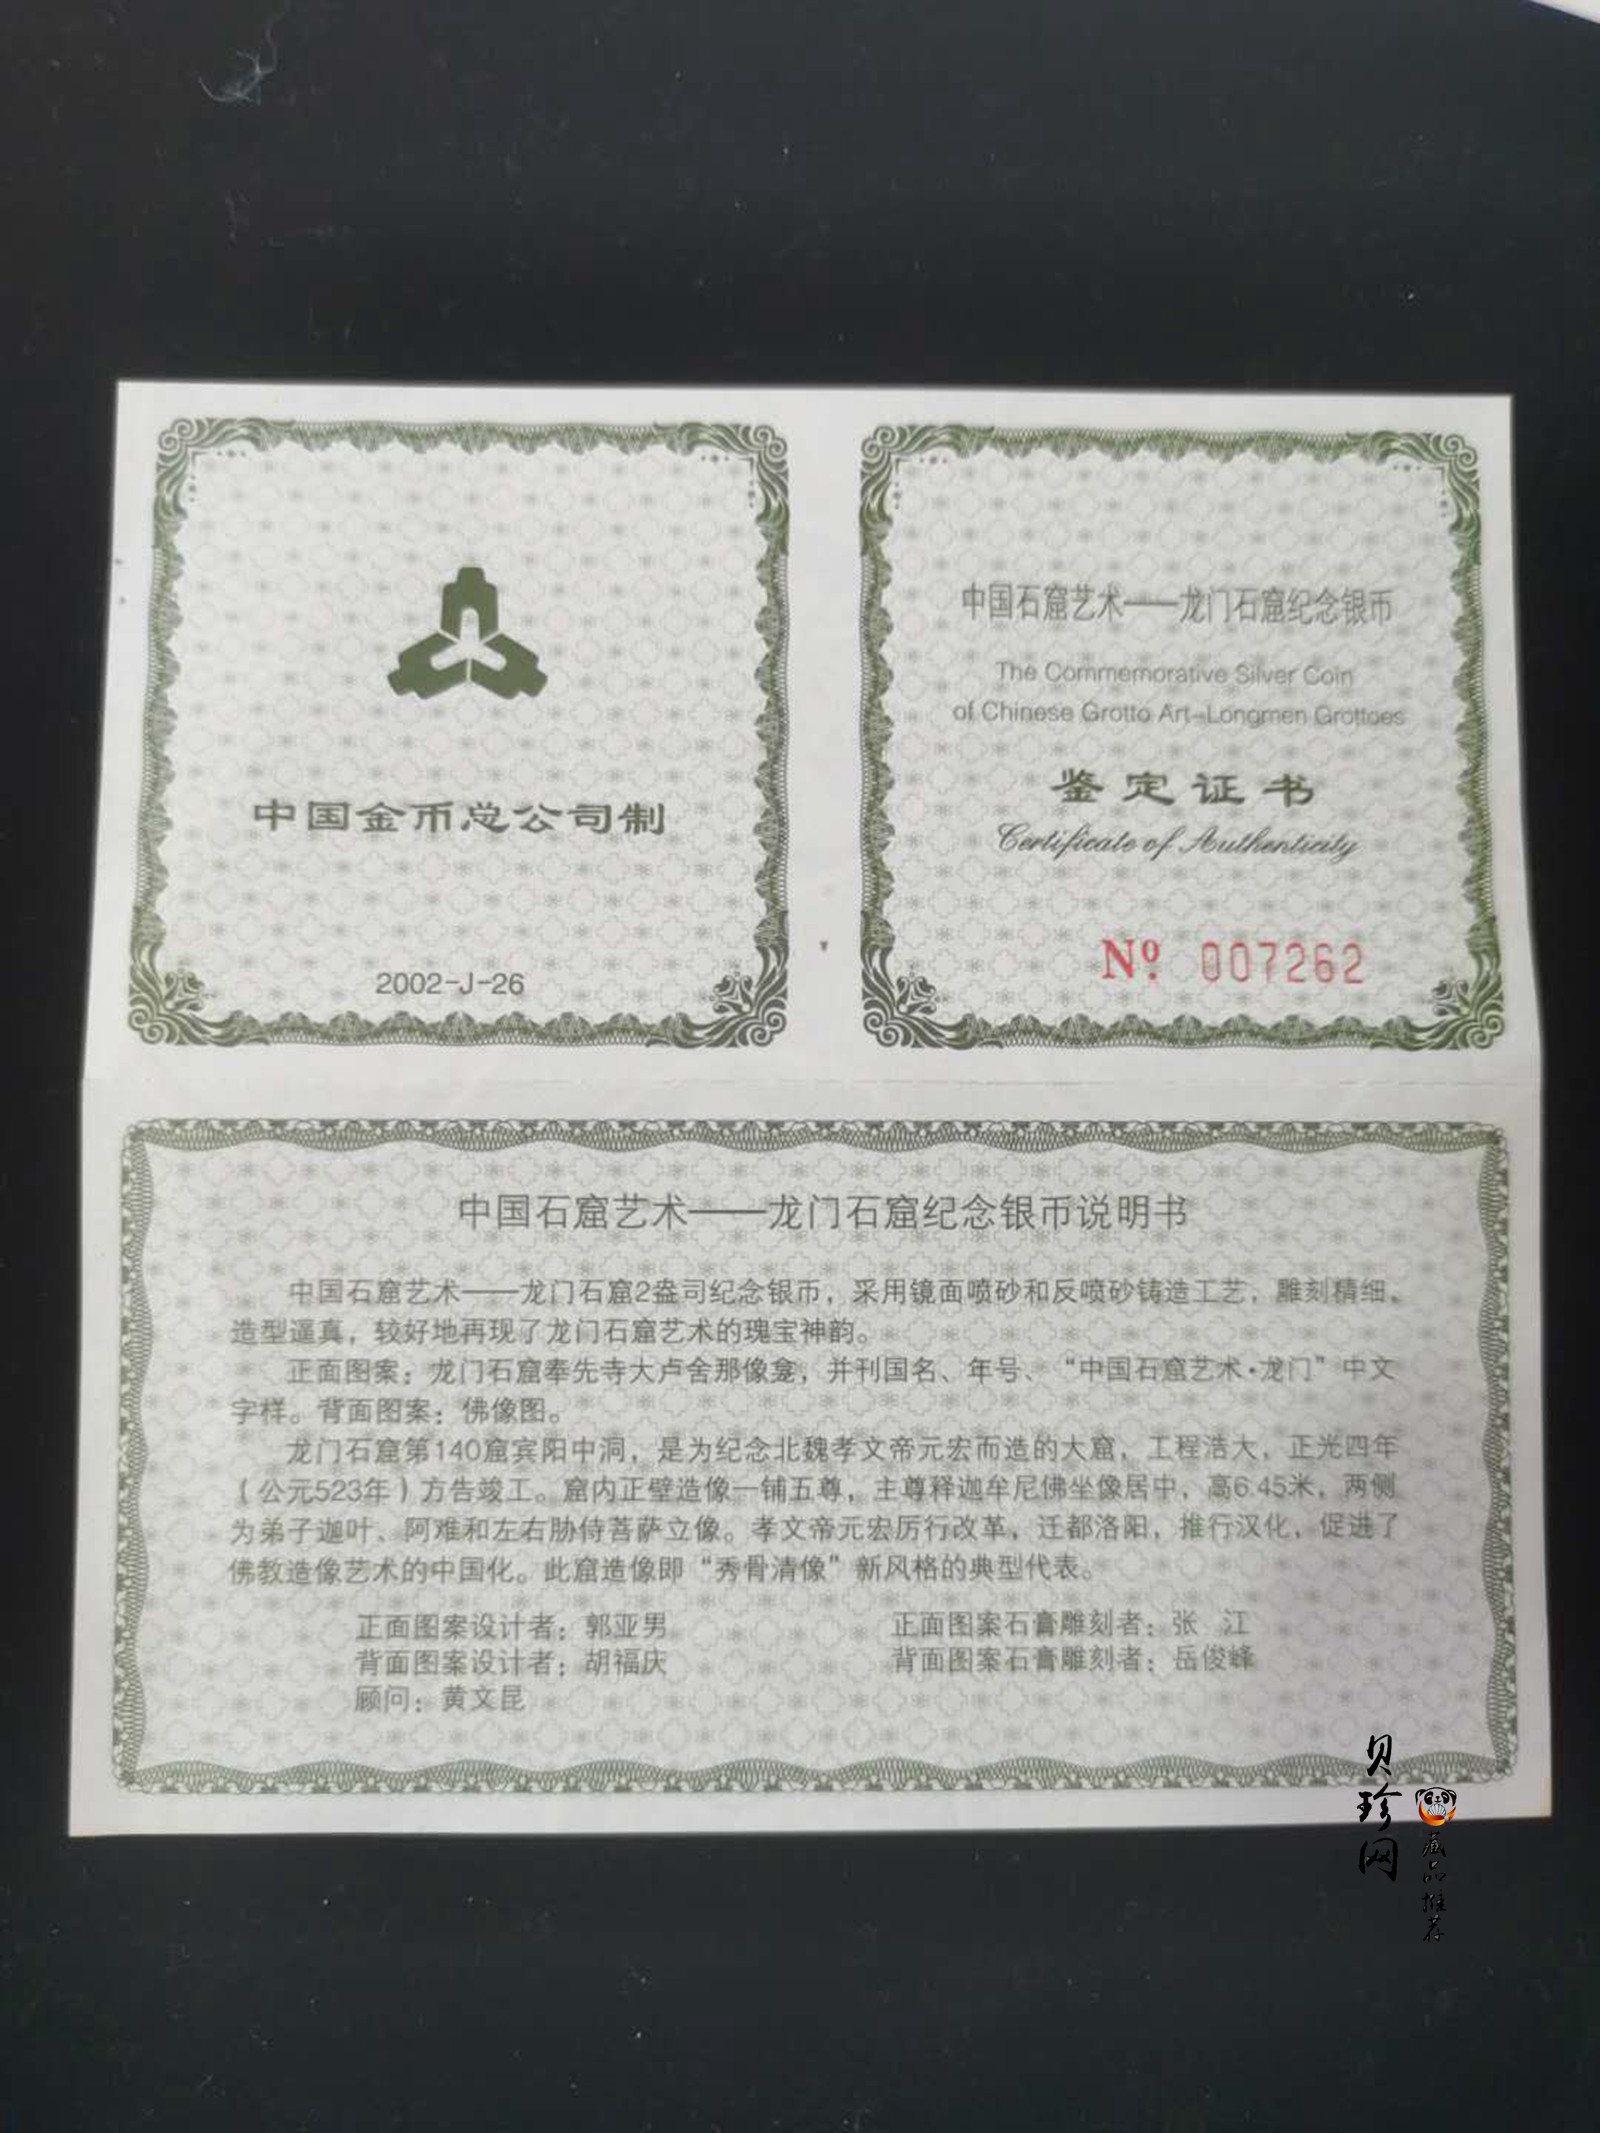 中国金币总公司制
2002-J-26
中国石窟艺术——龙门石窟纪念银币
The Commemorative Silver Coin
of Chinese Grotto Art-Longmen Grottoes
鉴定证书
Certificate of Authenticity
Nº. 007262
中国石窟艺术——龙门石窟纪念银币说明书
中国石窟艺术——龙门石窟2盎司纪念银币，采用镜面喷砂和反喷砂铸造工艺，雕刻精细，
造型逼真，较好地再现了龙门石窟艺术的瑰宝神韵。
正面图案：龙门石窟奉先寺大卢舍那像龛，并刊国名、年号、“中国石窟艺术·龙门”中文
字样。背面图案：佛像图。
龙门石窟第140窟宾阳中洞，是为纪念北魏孝文帝元宏而造的大窟，工程浩大，正光四年
（公元523年）方告竣工。窟内正壁造像一铺五尊，主尊释迦牟尼佛坐像居中，高6.45米，两侧
为弟子迦叶、阿难和左右胁侍菩萨立像。孝文帝元宏厉行改革，迁都洛阳，推行汉化，促进了
佛教造像艺术的中国化。此窟造像即“秀骨清像”新风格的典型代表。
正面图案设计者：郭亚男 正面图案石膏雕刻者：张 江
背面图案设计者：胡福庆 背面图案石膏雕刻者：岳俊峰
顾问：黄文昆
贝珍网
藏品推荐